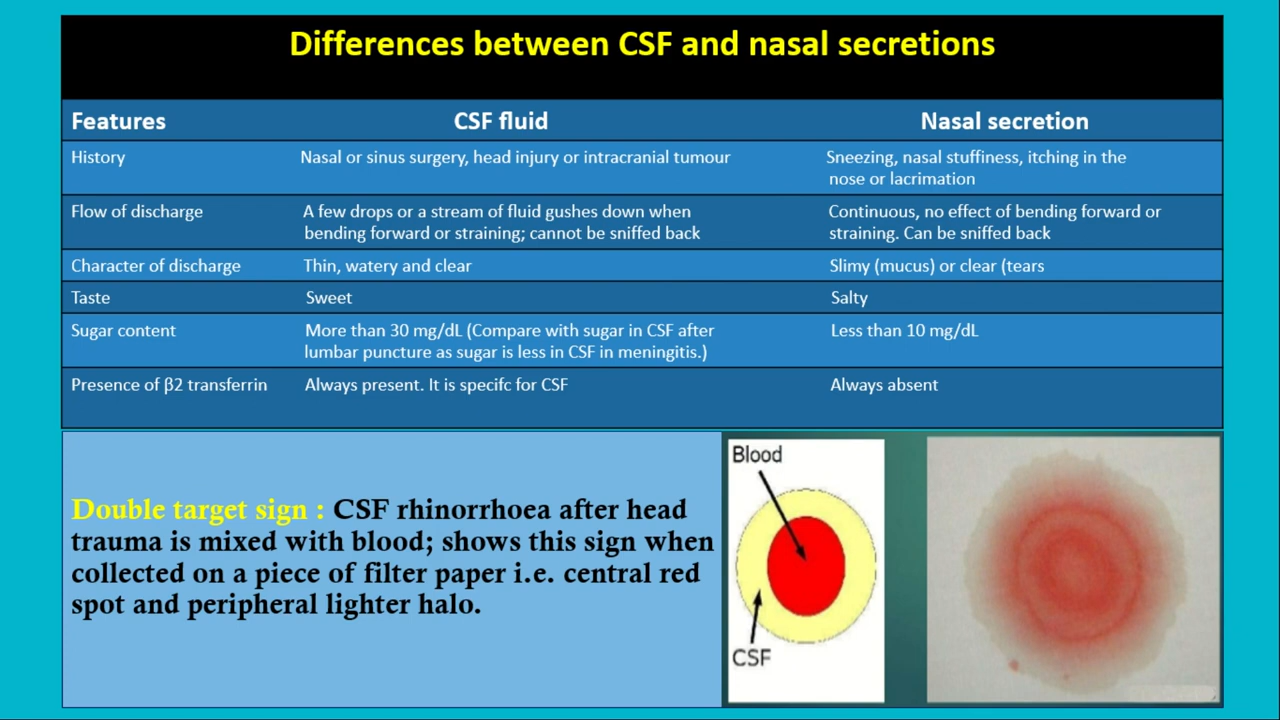 Differences between CSF and nasal secretions
Features CSF fluid Nasal secretion
History Nasal or sinus surgery, head injury or intracranial tumour Sneezing, nasal stuffiness, itching in the
nose or lacrimation
Flow of discharge A few drops or a stream of fluid gushes down when Continuous, no effect of bending forward or
bending forward or straining; cannot be sniffed back straining. Can be sniffed back
Character of discharge Thin, watery and clear Slimy (mucus) or clear (tears
Taste Sweet Salty
Sugar content More than 30 mg/dL (Compare with sugar in CSF after Less than 10 mg/dL
lumbar puncture as sugar is less in CSF in meningitis.)
Presence of β2 transferrin Always present. It is specifc for CSF Always absent
Double target sign : CSF rhinorrhoea after head
trauma is mixed with blood; shows this sign when
collected on a piece of filter paper i.e. central red
spot and peripheral lighter halo.
Blood
CSF